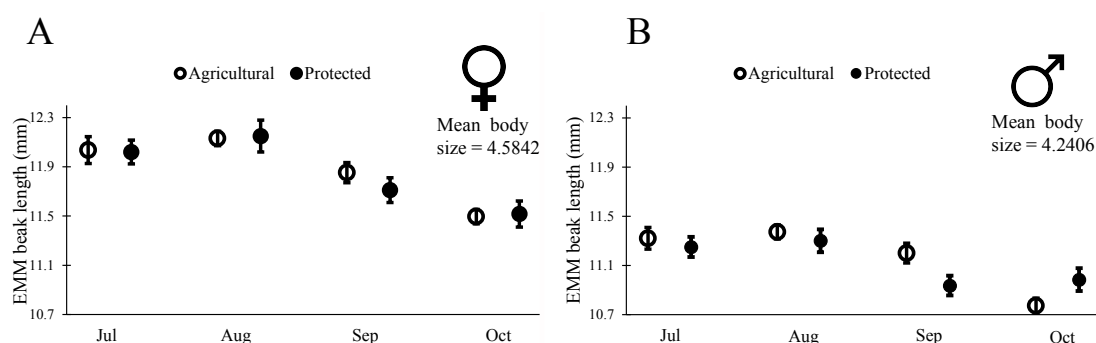 A
Agricultural Protected
Mean body
size = 4.5842
EMM beak length (mm)
12.3
11.9
11.5
11.1
10.7
Jul Aug Sep Oct
B
Agricultural Protected
Mean body
size = 4.2406
EMM beak length (mm)
12.3
11.9
11.5
11.1
10.7
Jul Aug Sep Oct